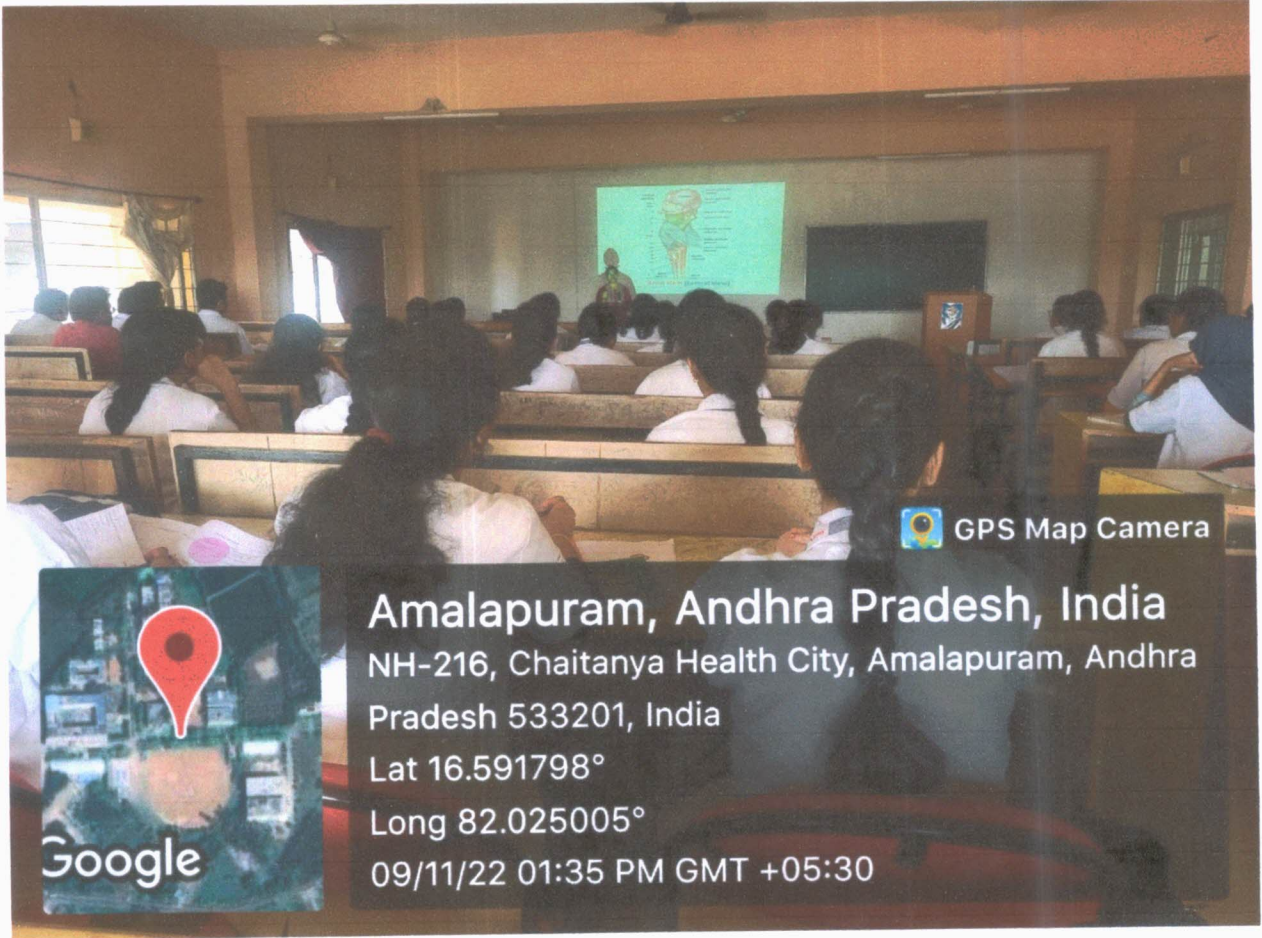 GPS Map Camera
Amalapuram, Andhra Pradesh, India
NH-216, Chaitanya Health City, Amalapuram, Andhra
Pradesh 533201, India
Lat 16.591798°
Long 82.025005°
09/11/22 01:35 PM GMT +05:30
Google